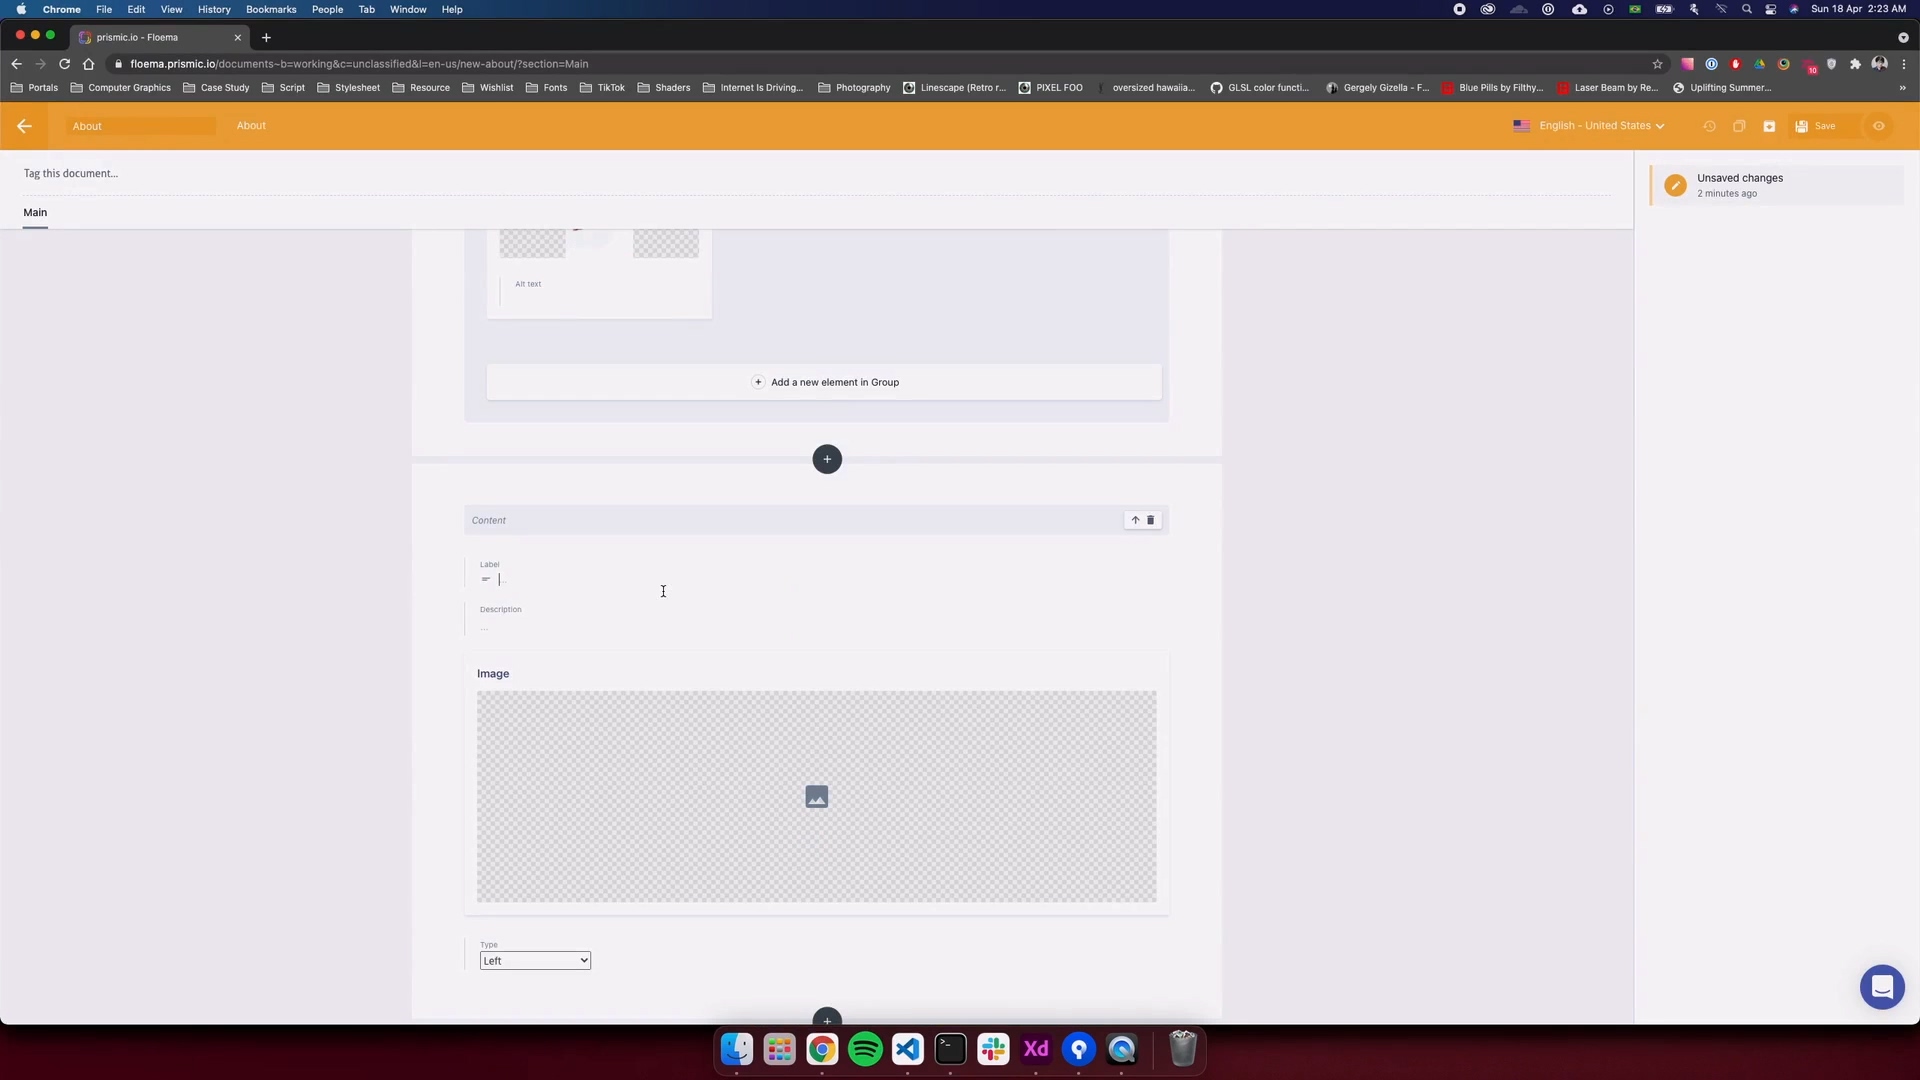 Chrome File Edit View History Bookmarks People Tab Window Help Sun 18 Apr 2:23 AM
prismic.io - Floema
floema.prismic.io/documents~b=working&c=unclassified&l=en-us/new-about/?section=Main
10
Portals Computer Graphics Case Study Script Stylesheet Resource Wishlist Fonts TikTok Shaders Internet Is Driving... Photography Linescape (Retro r... PIXEL FOO oversized hawaiia... GLSL color functi... Gergely Gizella - F... Blue Pills by Filthy... Laser Beam by Re... Uplifting Summer... »
About About English - United States Save
Tag this document...
Unsaved changes
2 minutes ago
Main
Alt text
+ Add a new element in Group
+
Content
Label
...
Description
...
Image
Type
Left
+
Xd